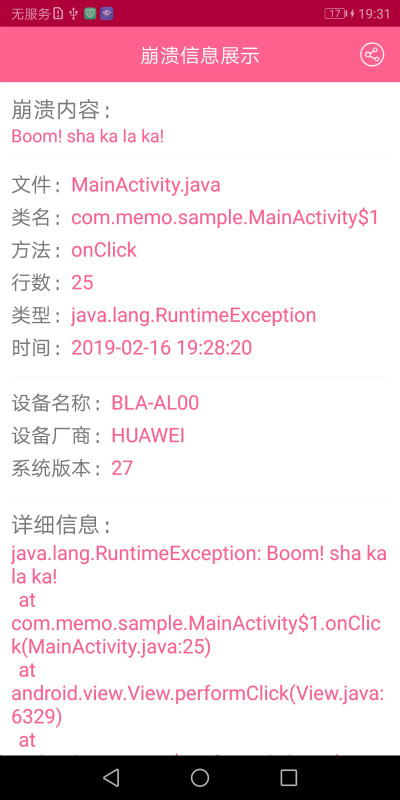 无服务 17 19:31
崩溃信息展示
崩溃内容：
Boom! sha ka la ka!
文件：MainActivity.java
类名：com.memo.sample.MainActivity$1
方法：onClick
行数：25
类型：java.lang.RuntimeException
时间：2019-02-16 19:28:20
设备名称：BLA-AL00
设备厂商：HUAWEI
系统版本：27
详细信息：
java.lang.RuntimeException: Boom! sha ka
la ka!
at
com.memo.sample.MainActivity$1.onClic
k(MainActivity.java:25)
at
android.view.View.performClick(View.java:
6329)
at